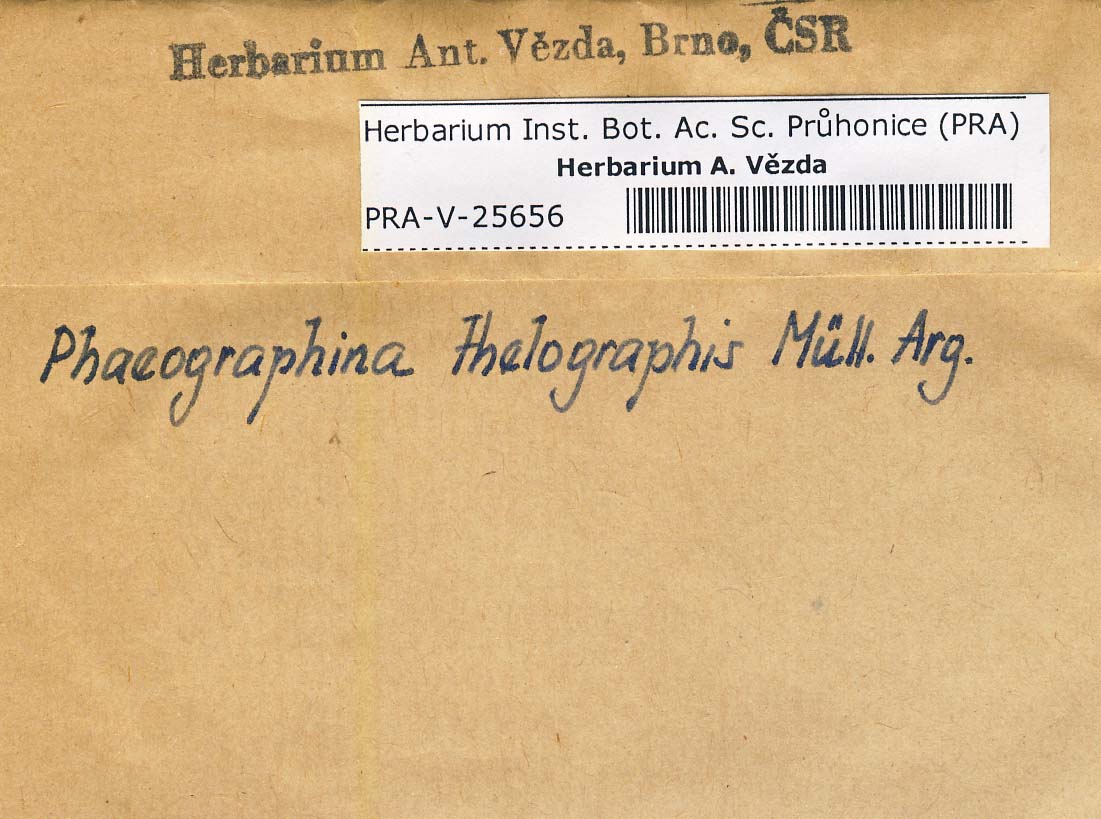 Herbarium Ant. Vězda, Brno, ČSR
Herbarium Inst. Bot. Ac. Sc. Průhonice (PRA)
Herbarium A. Vězda
PRA-V-25656
Phaeographina thelographis Müll. Arg.